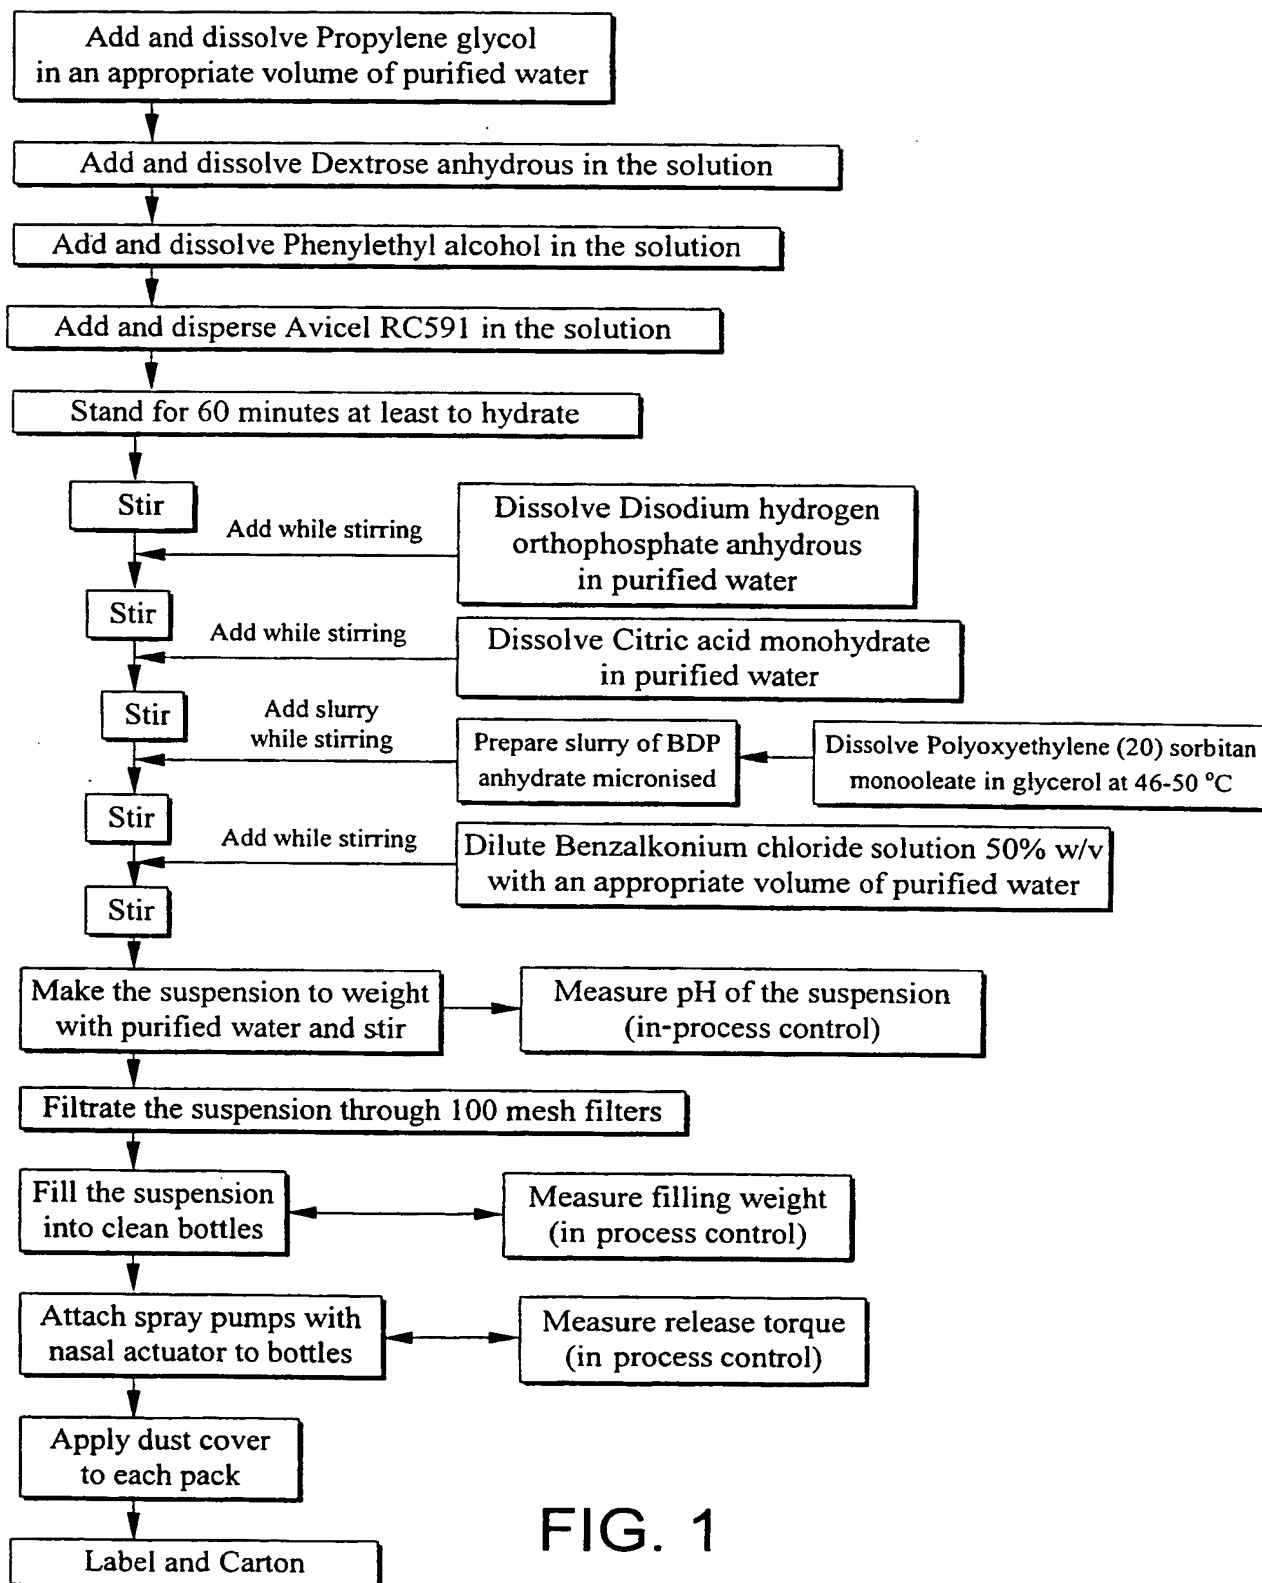 Add and dissolve Propylene glycol
in an appropriate volume of purified water
Add and dissolve Dextrose anhydrous in the solution
Add and dissolve Phenylethyl alcohol in the solution
Add and disperse Avicel RC591 in the solution
Stand for 60 minutes at least to hydrate
Stir
Add while stirring
Dissolve Disodium hydrogen
orthophosphate anhydrous
in purified water
Stir
Add while stirring
Dissolve Citric acid monohydrate
in purified water
Stir
Add slurry
while stirring
Prepare slurry of BDP
anhydrate micronised
Dissolve Polyoxyethylene (20) sorbitan
monooleate in glycerol at 46-50 °C
Stir
Add while stirring
Dilute Benzalkonium chloride solution 50% w/v
with an appropriate volume of purified water
Stir
Make the suspension to weight
with purified water and stir
Measure pH of the suspension
(in-process control)
Filtrate the suspension through 100 mesh filters
Fill the suspension
into clean bottles
Measure filling weight
(in process control)
Attach spray pumps with
nasal actuator to bottles
Measure release torque
(in process control)
Apply dust cover
to each pack
Label and Carton
FIG. 1